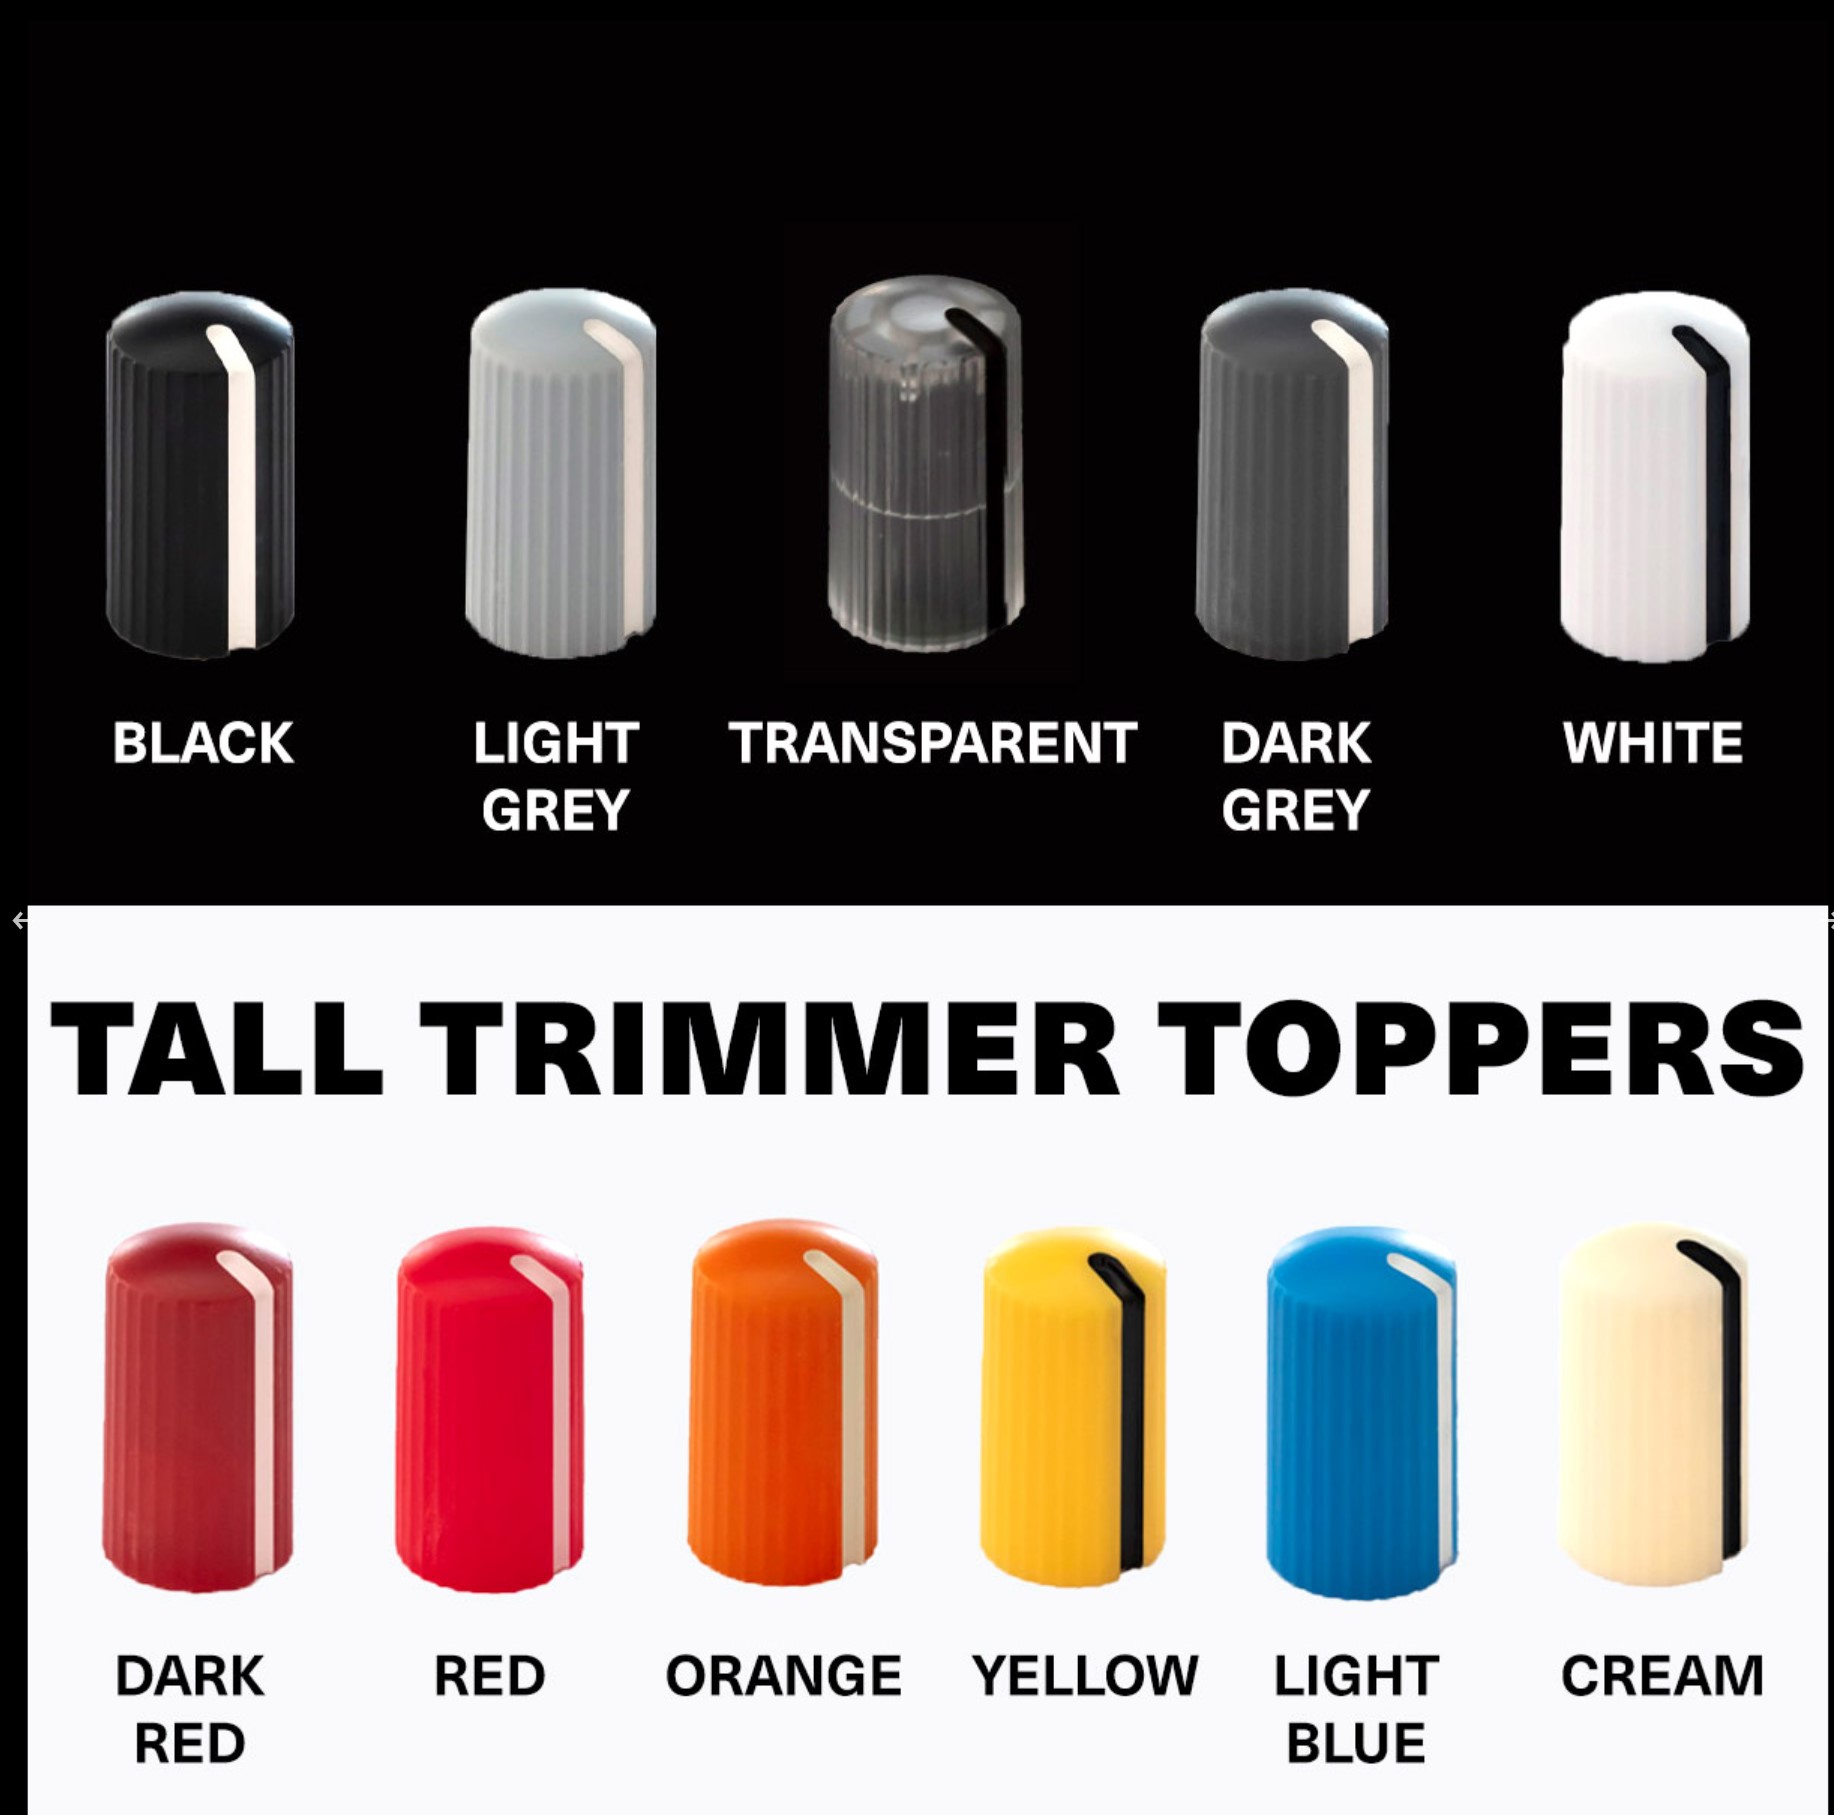 BLACK
LIGHT
GREY
TRANSPARENT
DARK
GREY
WHITE
TALL TRIMMER TOPPERS
DARK
RED
RED
ORANGE
YELLOW
LIGHT
BLUE
CREAM